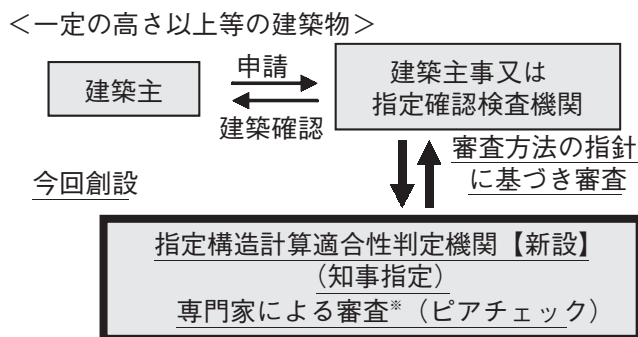 ＜一定の高さ以上等の建築物＞
建築主
申請
建築確認
建築主事又は
指定確認検査機関
審査方法の指針
に基づき審査
今回創設
指定構造計算適合性判定機関【新設】
（知事指定）
専門家による審査※（ピアチェック）